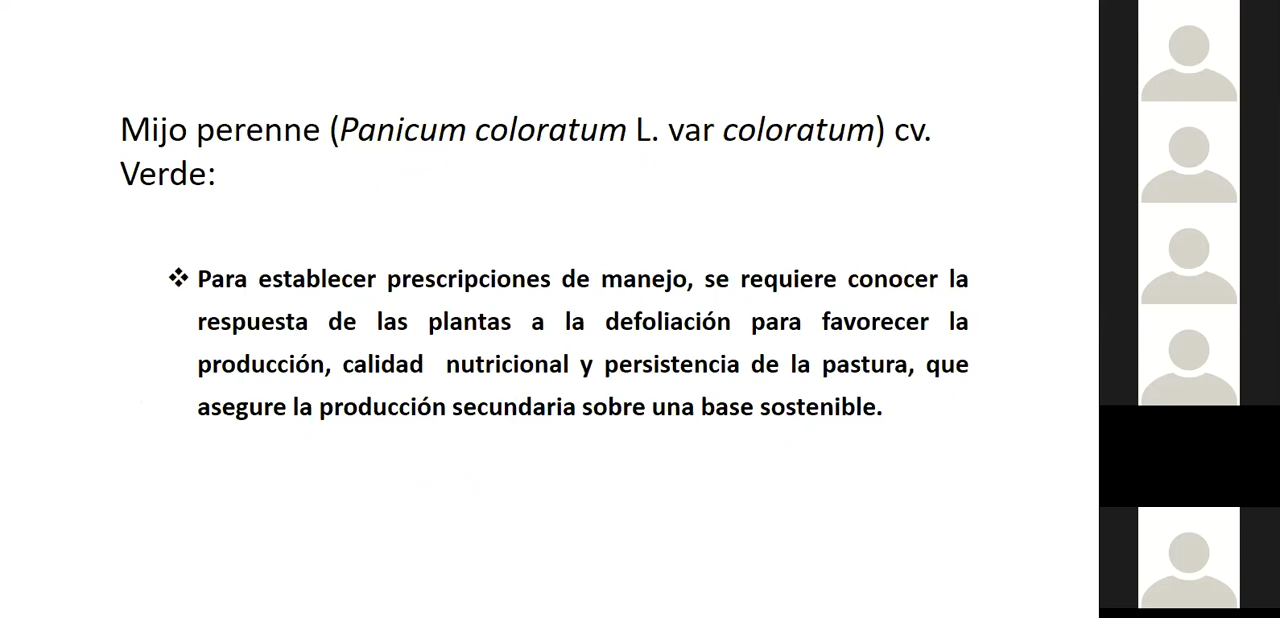 Mijo perenne (Panicum coloratum L. var coloratum) cv.
Verde:
❖ Para establecer prescripciones de manejo, se requiere conocer la
respuesta de las plantas a la defoliación para favorecer la
producción, calidad nutricional y persistencia de la pastura, que
asegure la producción secundaria sobre una base sostenible.